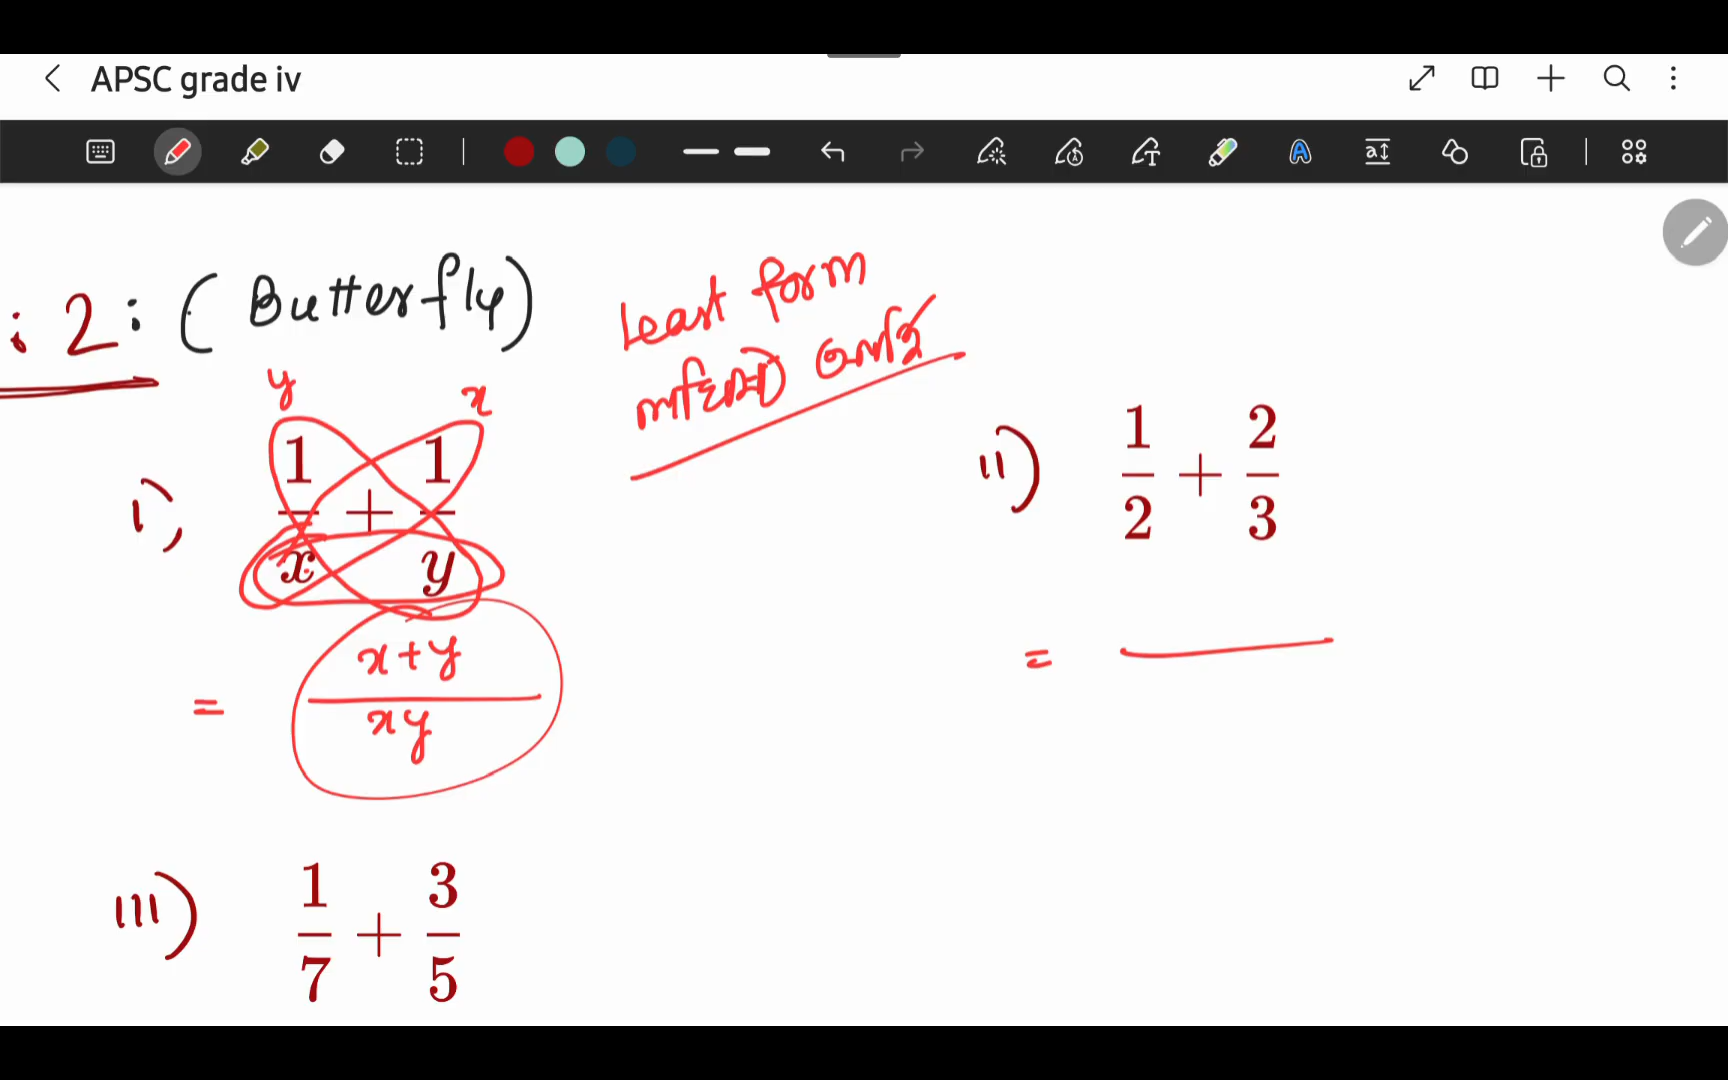 APSC grade iv
: 2 : ( Butterfly )
Least form
y x
i), 1/x + 1/y
= x+y / xy
ii) 1/2 + 2/3
=
iii) 1/7 + 3/5